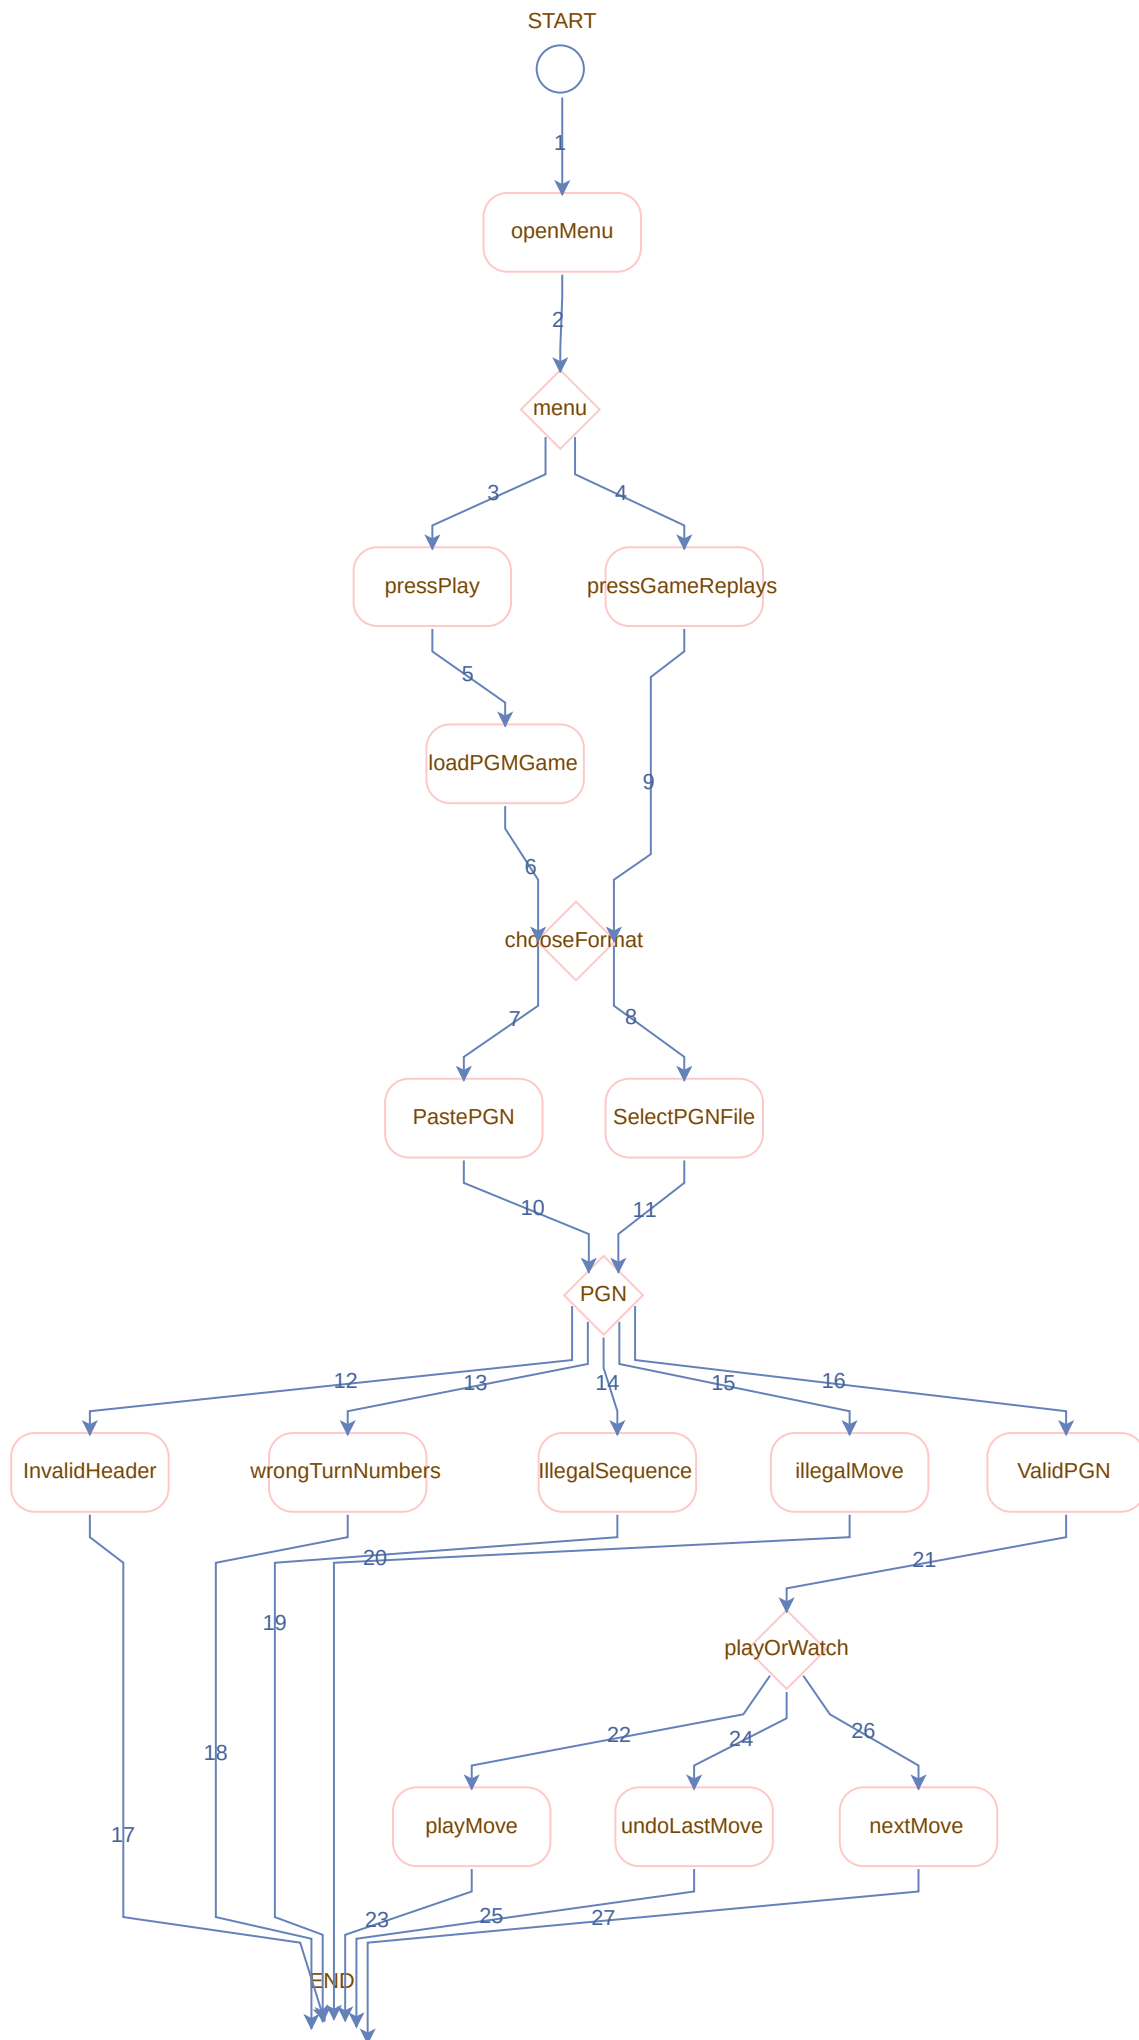 START
1
openMenu
2
menu
3
4
pressPlay
pressGameReplays
5
loadPGMGame
9
6
chooseFormat
7
8
PastePGN
SelectPGNFile
10
11
PGN
12
13
14
15
16
InvalidHeader
wrongTurnNumbers
IllegalSequence
illegalMove
ValidPGN
20
21
19
playOrWatch
22
24
26
18
playMove
undoLastMove
nextMove
17
23
25
27
END